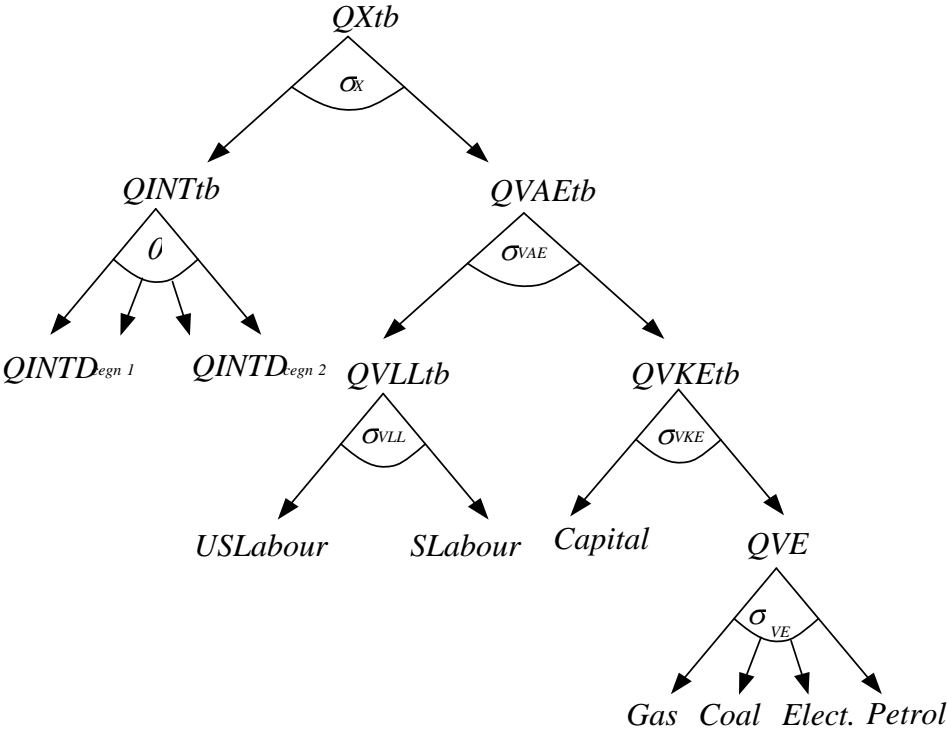 QXtb
σX
QINTtb QVAEtb
0 σVAE
QINTDcegn 1 QINTDcegn 2 QVLLtb QVKEtb
σVLL σVKE
USLabour SLabour Capital QVE
σVE
Gas Coal Elect. Petrol